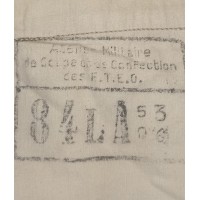 Atelier Militaire
de Coupe et de Confection
des F.T.E.O.
84LA 53